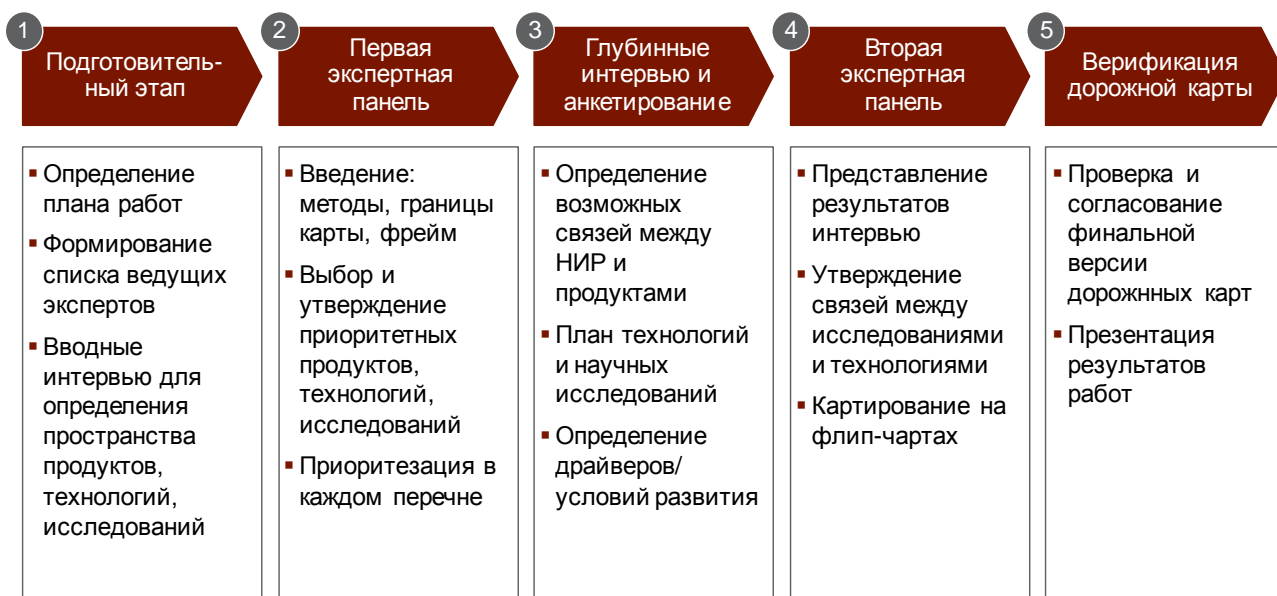 1
Подготовитель-
ный этап
▪ Определение
плана работ
▪ Формирование
списка ведущих
экспертов
▪ Вводные
интервью для
определения
пространства
продуктов,
технологий,
исследований
2
Первая
экспертная
панель
▪ Введение:
методы, границы
карты, фрейм
▪ Выбор и
утверждение
приоритетных
продуктов,
технологий,
исследований
▪ Приоритезация в
каждом перечне
3
Глубинные
интервью и
анкетирование
▪ Определение
возможных
связей между
НИР и
продуктами
▪ План технологий
и научных
исследований
▪ Определение
драйверов/
условий развития
4
Вторая
экспертная
панель
▪ Представление
результатов
интервью
▪ Утверждение
связей между
исследованиями
и технологиями
▪ Картирование на
флип-чартах
5
Верификация
дорожной карты
▪ Проверка и
согласование
финальной
версии
дорожнных карт
▪ Презентация
результатов
работ